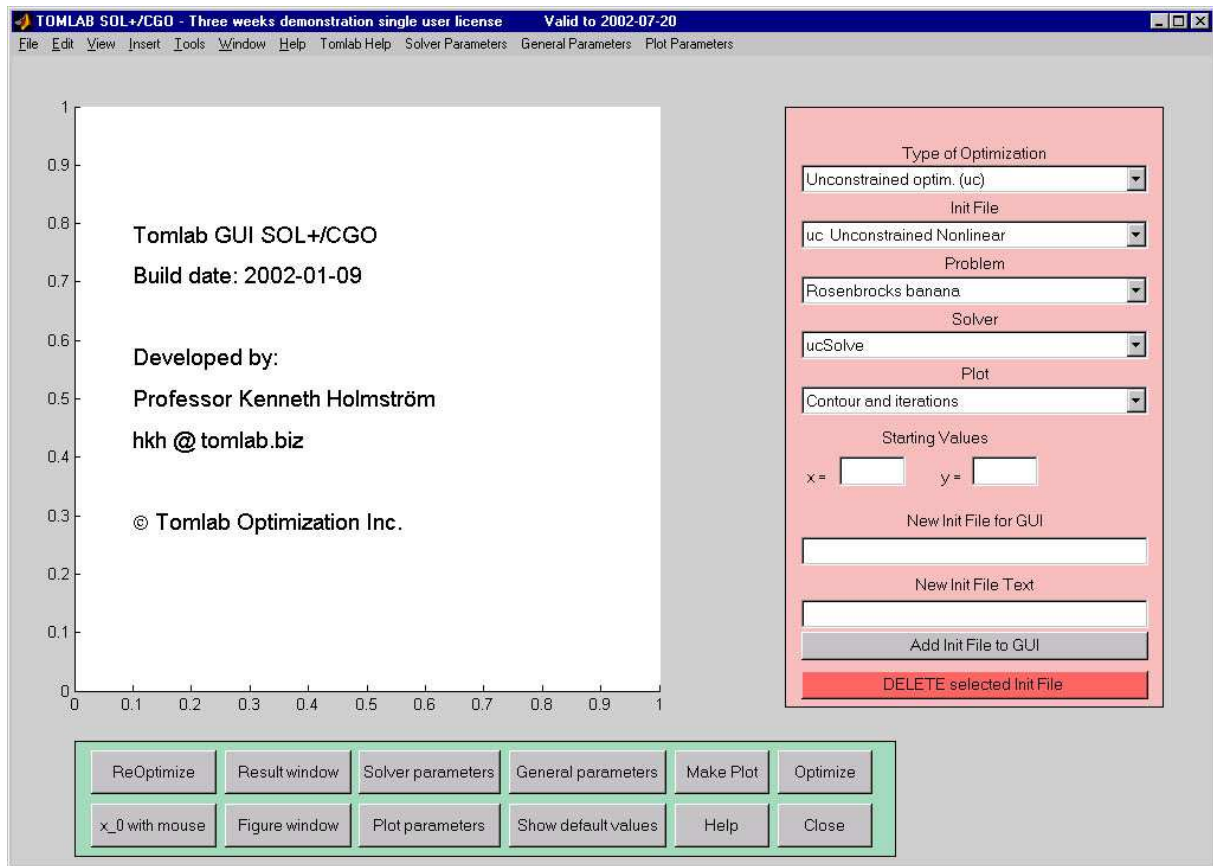 TOMLAB SOL+/CGO - Three weeks demonstration single user license Valid to 2002-07-20
File Edit View Insert Tools Window Help Tomlab Help Solver Parameters General Parameters Plot Parameters
1
0.9
0.8
0.7
0.6
0.5
0.4
0.3
0.2
0.1
0
0 0.1 0.2 0.3 0.4 0.5 0.6 0.7 0.8 0.9 1
Tomlab GUI SOL+/CGO
Build date: 2002-01-09
Developed by:
Professor Kenneth Holmström
hkh @ tomlab.biz
© Tomlab Optimization Inc.
Type of Optimization
Unconstrained optim. (uc)
Init File
uc Unconstrained Nonlinear
Problem
Rosenbrocks banana
Solver
ucSolve
Plot
Contour and iterations
Starting Values
x = y =
New Init File for GUI
New Init File Text
Add Init File to GUI
DELETE selected Init File
ReOptimize Result window Solver parameters General parameters Make Plot Optimize
x_0 with mouse Figure window Plot parameters Show default values Help Close